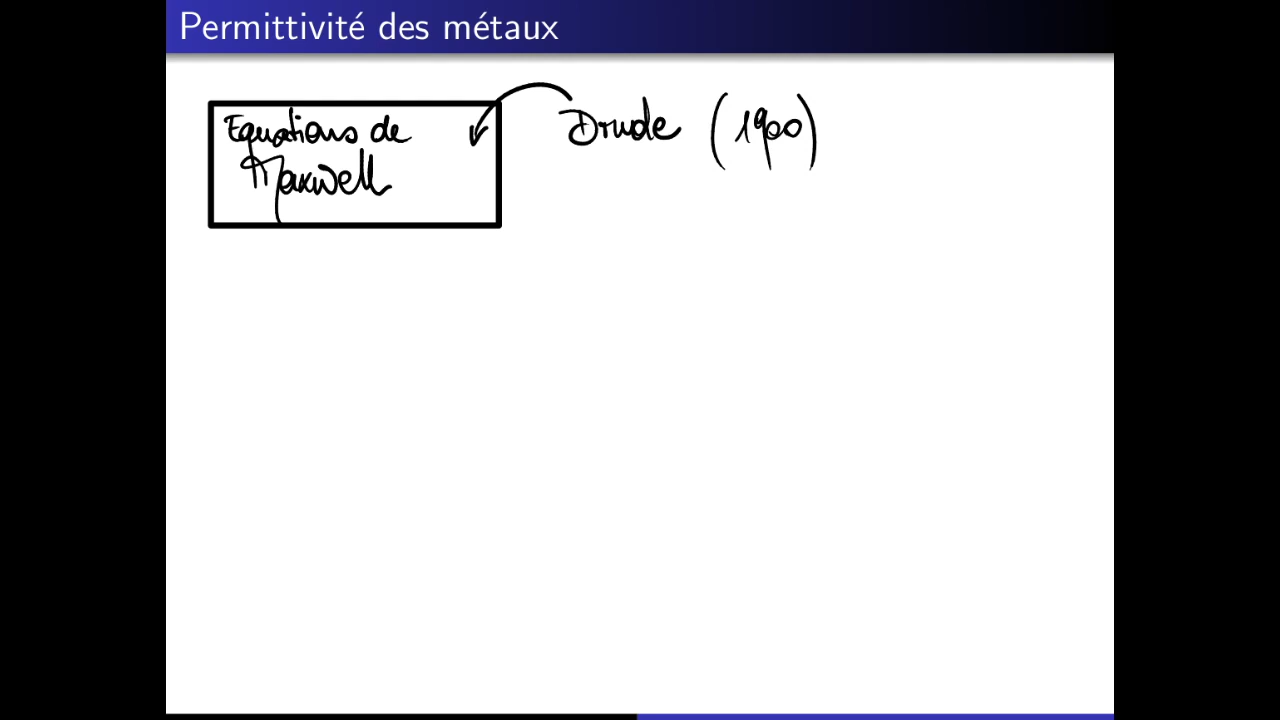 Permittivité des métaux
Equations de
Maxwell
Drude (1900)